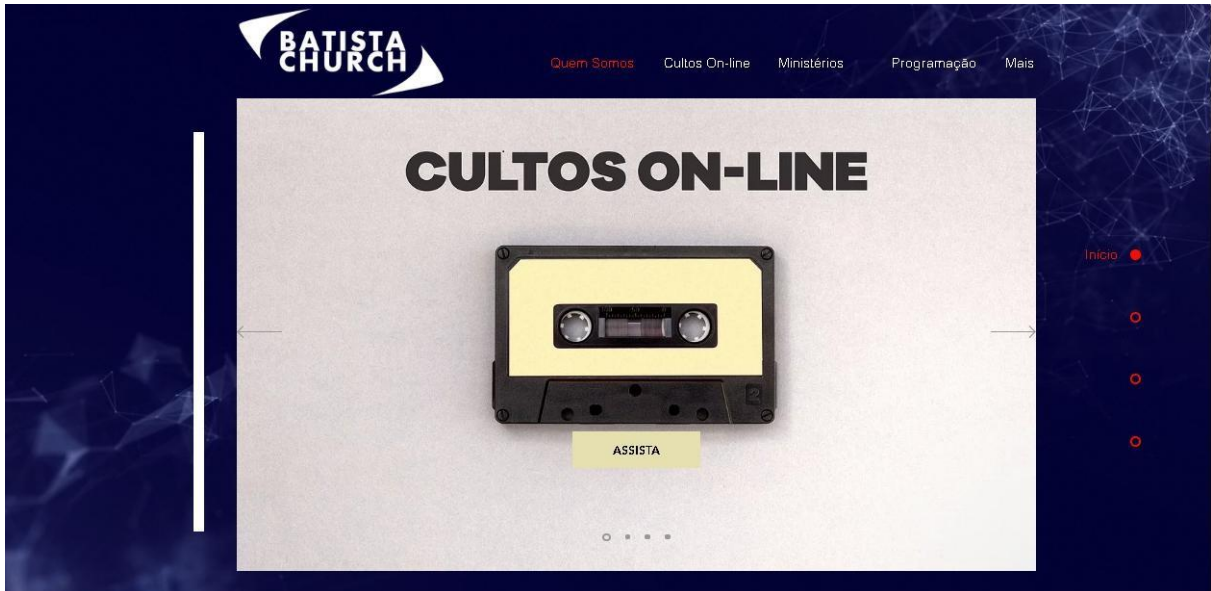 BATISTA
CHURCH
Quem Somos Cultos On-line Ministérios Programação Mais
CULTOS ON-LINE
Início
ASSISTA